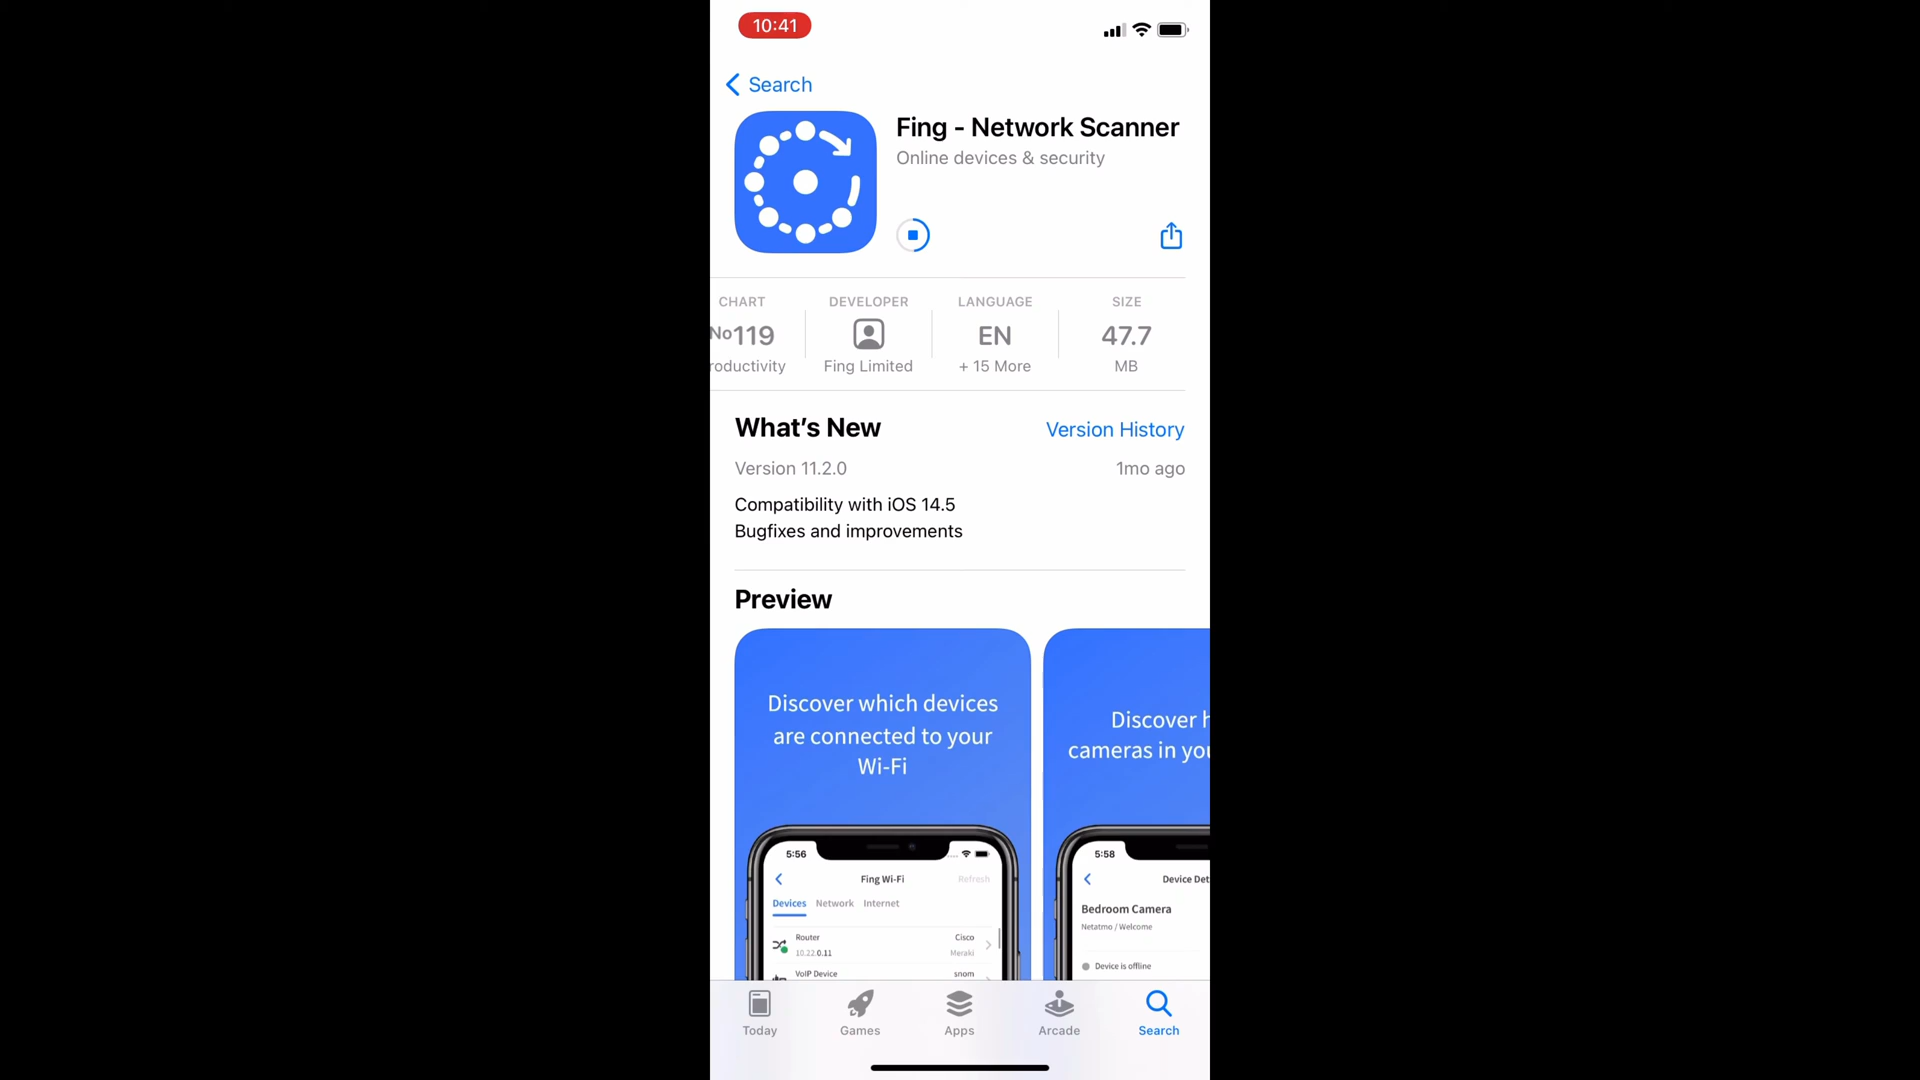 10:41
Search
Fing - Network Scanner
Online devices & security
CHART
DEVELOPER
LANGUAGE
SIZE
No119
EN
47.7
roductivity
Fing Limited
+ 15 More
MB
What's New
Version History
Version 11.2.0
1mo ago
Compatibility with iOS 14.5
Bugfixes and improvements
Preview
Discover which devices
are connected to your
Wi-Fi
Discover h
cameras in you
5:56
Fing Wi-Fi
Refresh
Devices
Network
Internet
Router
Cisco
10.22.0.11
Meraki
VoIP Device
snom
5:58
Device Det
Bedroom Camera
Netatmo / Welcome
Device is offline
Today
Games
Apps
Arcade
Search